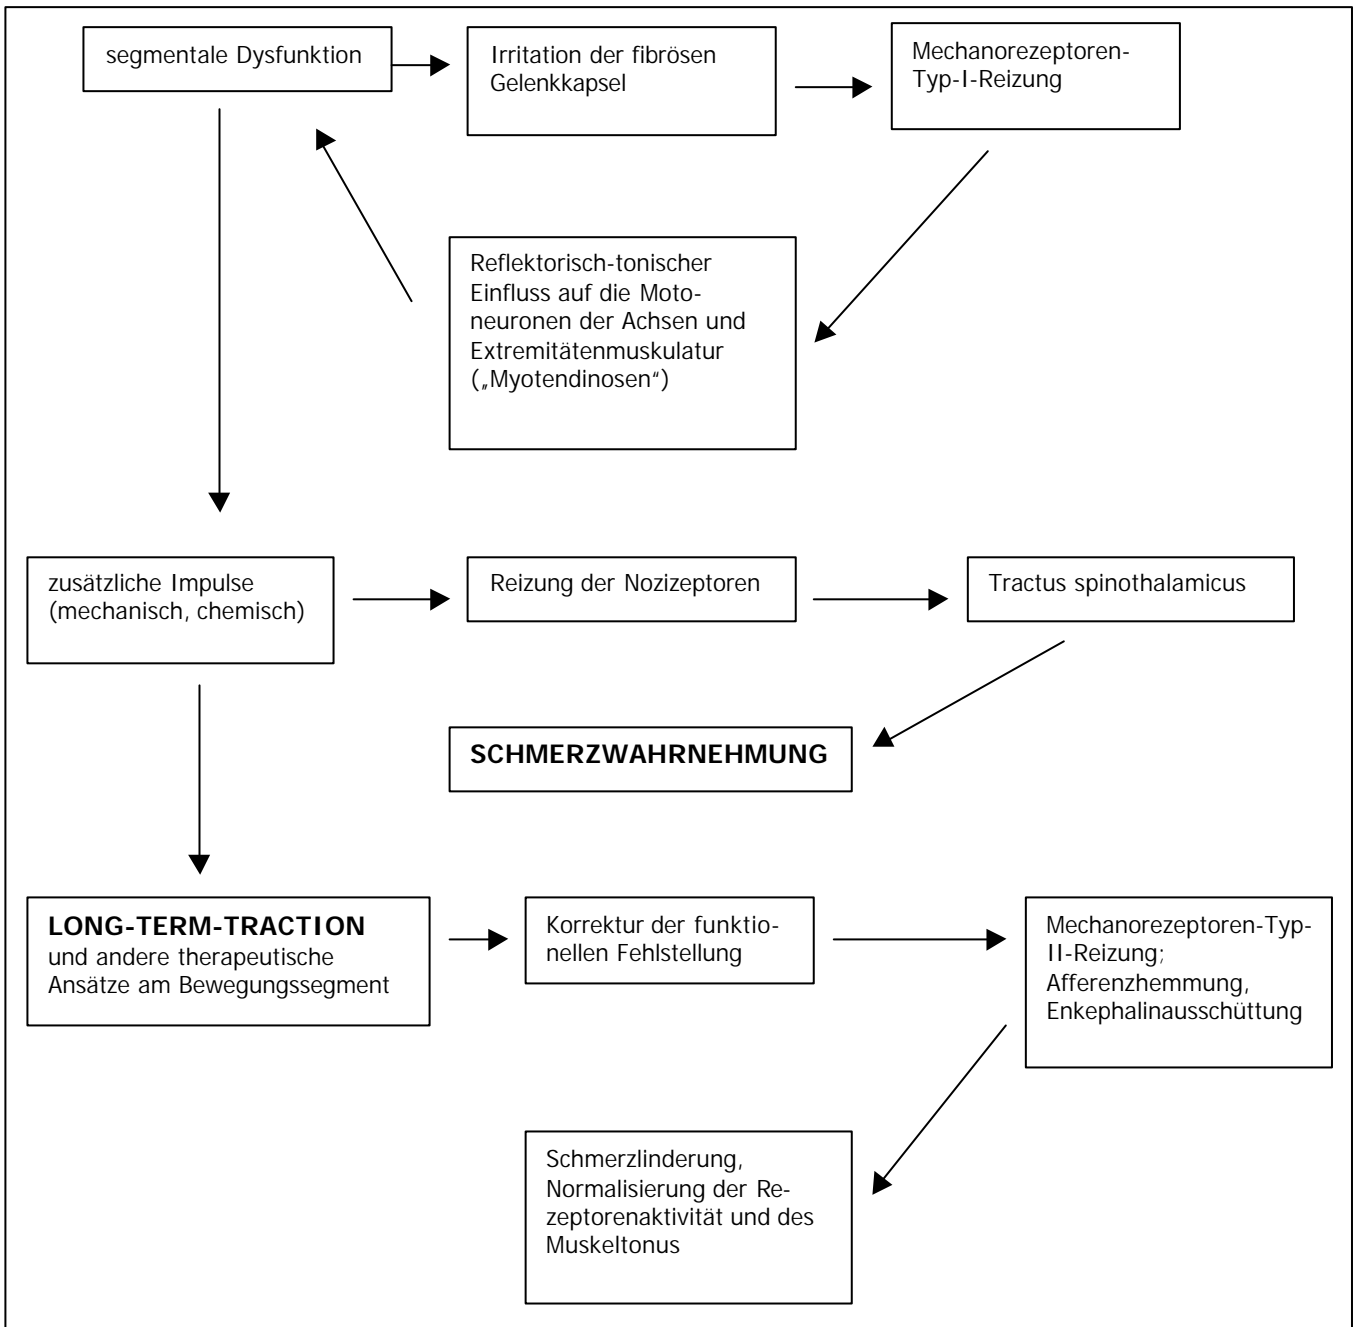 segmentale Dysfunktion
Irritation der fibrösen
Gelenkkapsel
Mechanorezeptoren-
Typ-I-Reizung
Reflektorisch-tonischer
Einfluss auf die Moto-
neuronen der Achsen und
Extremitätenmuskulatur
(„Myotendinosen“)
zusätzliche Impulse
(mechanisch, chemisch)
Reizung der Nozizeptoren
Tractus spinothalamicus
SCHMERZWAHRNEHMUNG
LONG-TERM-TRACTION
und andere therapeutische
Ansätze am Bewegungssegment
Korrektur der funktio-
nellen Fehlstellung
Mechanorezeptoren-Typ-
II-Reizung;
Afferenzhemmung,
Enkephalinausschüttung
Schmerzlinderung,
Normalisierung der Re-
zeptorenaktivität und des
Muskeltonus